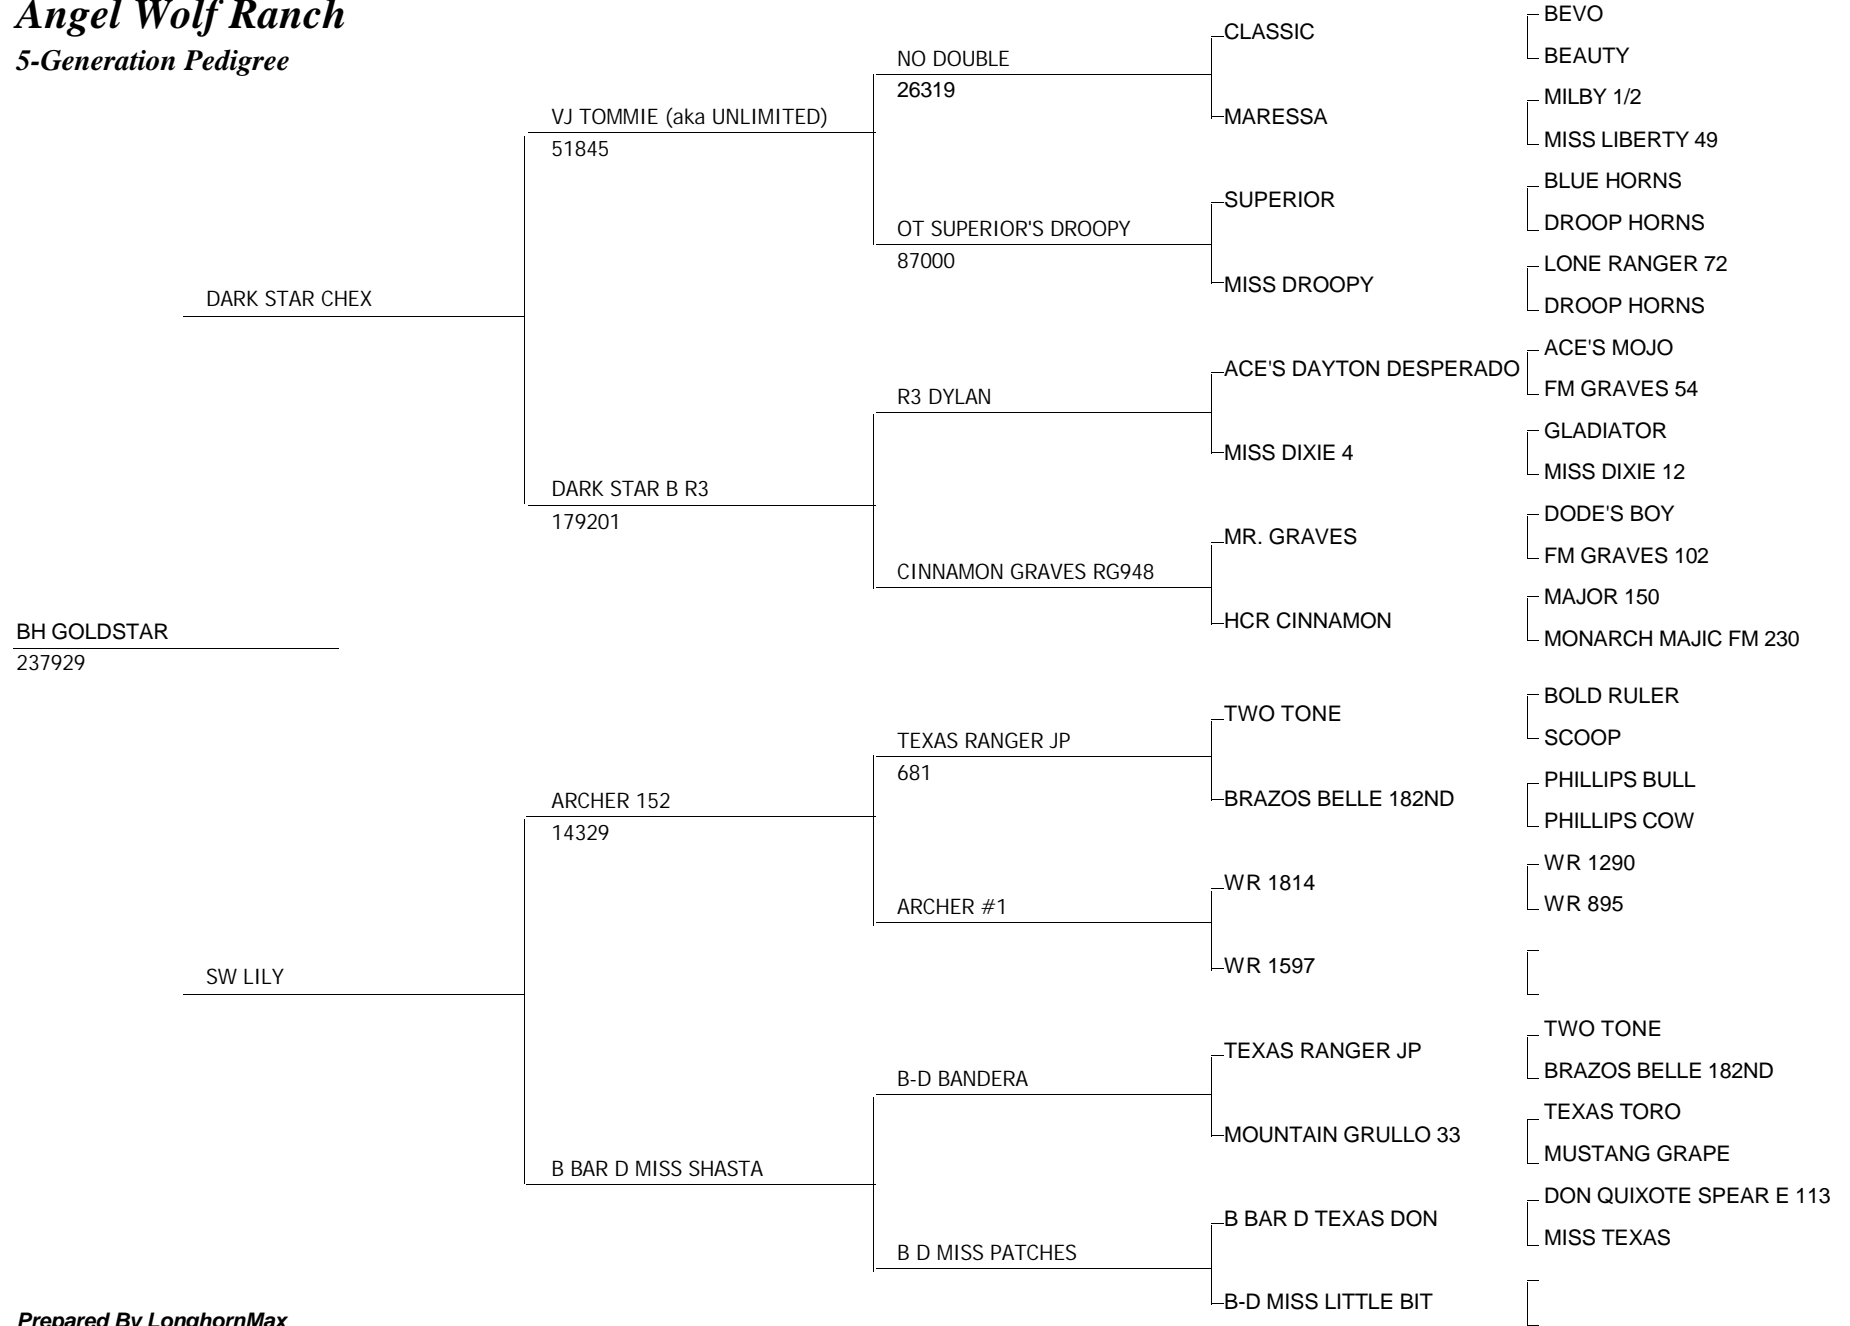 Angel Wolf Ranch
5-Generation Pedigree
BH GOLDSTAR
237929
DARK STAR CHEX
SW LILY
VJ TOMMIE (aka UNLIMITED)
51845
DARK STAR B R3
179201
ARCHER 152
14329
B BAR D MISS SHASTA
NO DOUBLE
26319
OT SUPERIOR'S DROOPY
87000
R3 DYLAN
CINNAMON GRAVES RG948
TEXAS RANGER JP
681
ARCHER #1
B-D BANDERA
B D MISS PATCHES
CLASSIC
MARESSA
SUPERIOR
MISS DROOPY
ACE'S DAYTON DESPERADO
MISS DIXIE 4
MR. GRAVES
HCR CINNAMON
TWO TONE
BRAZOS BELLE 182ND
WR 1814
WR 1597
TEXAS RANGER JP
MOUNTAIN GRULLO 33
B BAR D TEXAS DON
B-D MISS LITTLE BIT
BEVO
BEAUTY
MILBY 1/2
MISS LIBERTY 49
BLUE HORNS
DROOP HORNS
LONE RANGER 72
DROOP HORNS
ACE'S MOJO
FM GRAVES 54
GLADIATOR
MISS DIXIE 12
DODE'S BOY
FM GRAVES 102
MAJOR 150
MONARCH MAJIC FM 230
BOLD RULER
SCOOP
PHILLIPS BULL
PHILLIPS COW
WR 1290
WR 895
TWO TONE
BRAZOS BELLE 182ND
TEXAS TORO
MUSTANG GRAPE
DON QUIXOTE SPEAR E 113
MISS TEXAS
Prepared By LonghornMax